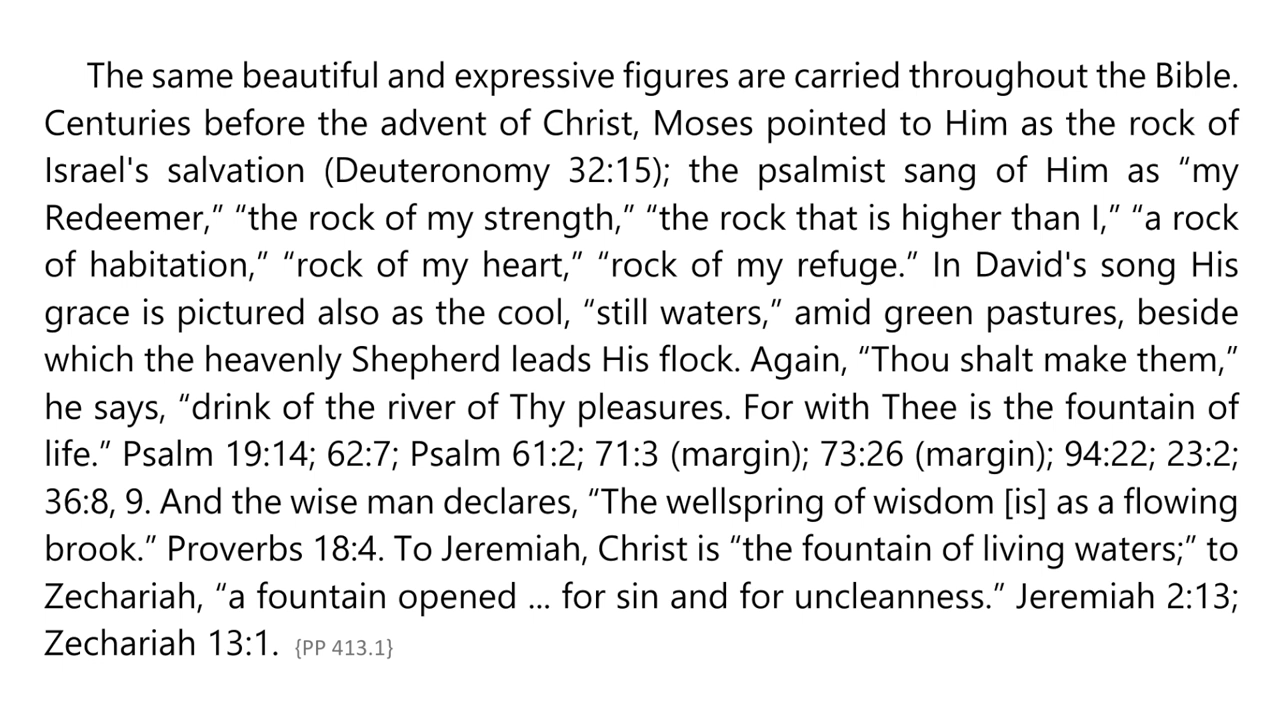 The same beautiful and expressive figures are carried throughout the Bible.
Centuries before the advent of Christ, Moses pointed to Him as the rock of
Israel's salvation (Deuteronomy 32:15); the psalmist sang of Him as “my
Redeemer,” “the rock of my strength,” “the rock that is higher than I,” “a rock
of habitation,” “rock of my heart,” “rock of my refuge.” In David's song His
grace is pictured also as the cool, “still waters,” amid green pastures, beside
which the heavenly Shepherd leads His flock. Again, “Thou shalt make them,”
he says, “drink of the river of Thy pleasures. For with Thee is the fountain of
life.” Psalm 19:14; 62:7; Psalm 61:2; 71:3 (margin); 73:26 (margin); 94:22; 23:2;
36:8, 9. And the wise man declares, “The wellspring of wisdom [is] as a flowing
brook.” Proverbs 18:4. To Jeremiah, Christ is “the fountain of living waters;” to
Zechariah, “a fountain opened ... for sin and for uncleanness.” Jeremiah 2:13;
Zechariah 13:1. {PP 413.1}